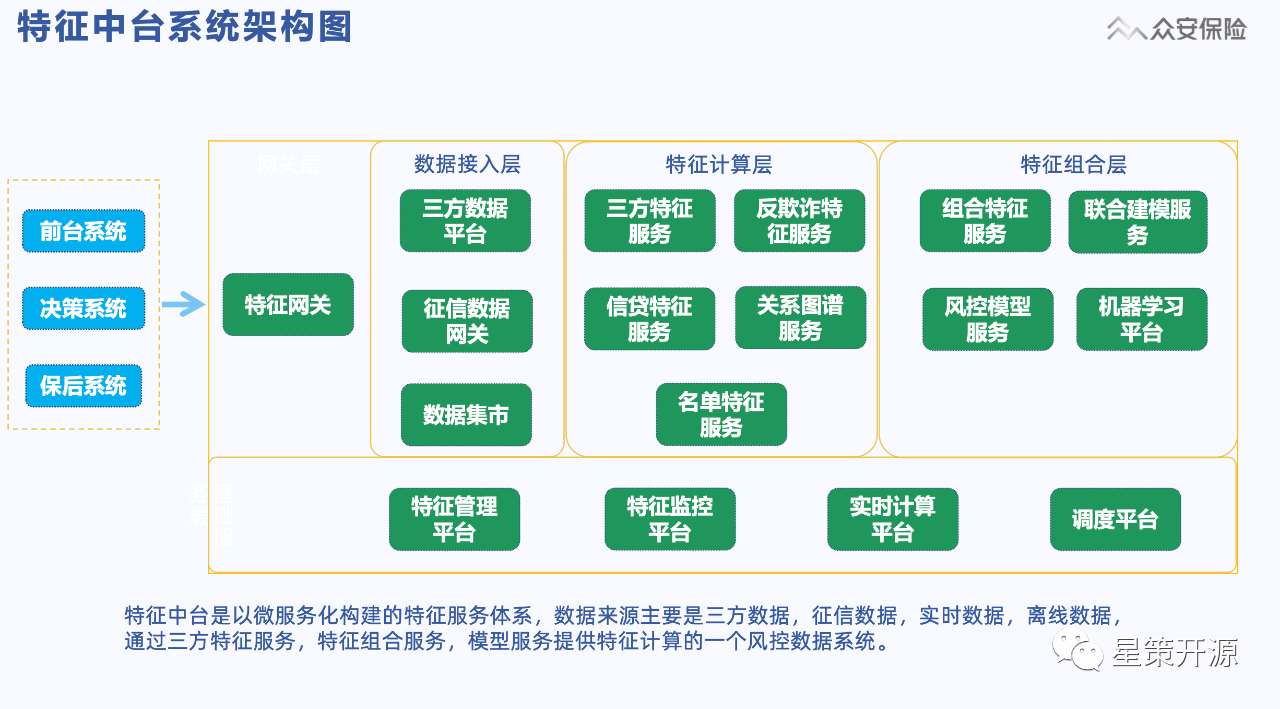 特征中台系统架构图
众安保险
前台系统
决策系统
保后系统
网关层
特征网关
数据接入层
三方数据
平台
征信数据
网关
数据集市
特征计算层
三方特征
服务
反欺诈特
征服务
信贷特征
服务
关系图谱
服务
名单特征
服务
特征组合层
组合特征
服务
联合建模服
务
风控模型
服务
机器学习
平台
基础服
务层
特征管理
平台
特征监控
平台
实时计算
平台
调度平台
特征中台是以微服务化构建的特征服务体系，数据来源主要是三方数据，征信数据，实时数据，离线数据，
通过三方特征服务，特征组合服务，模型服务提供特征计算的一个风控数据系统。
星策开源